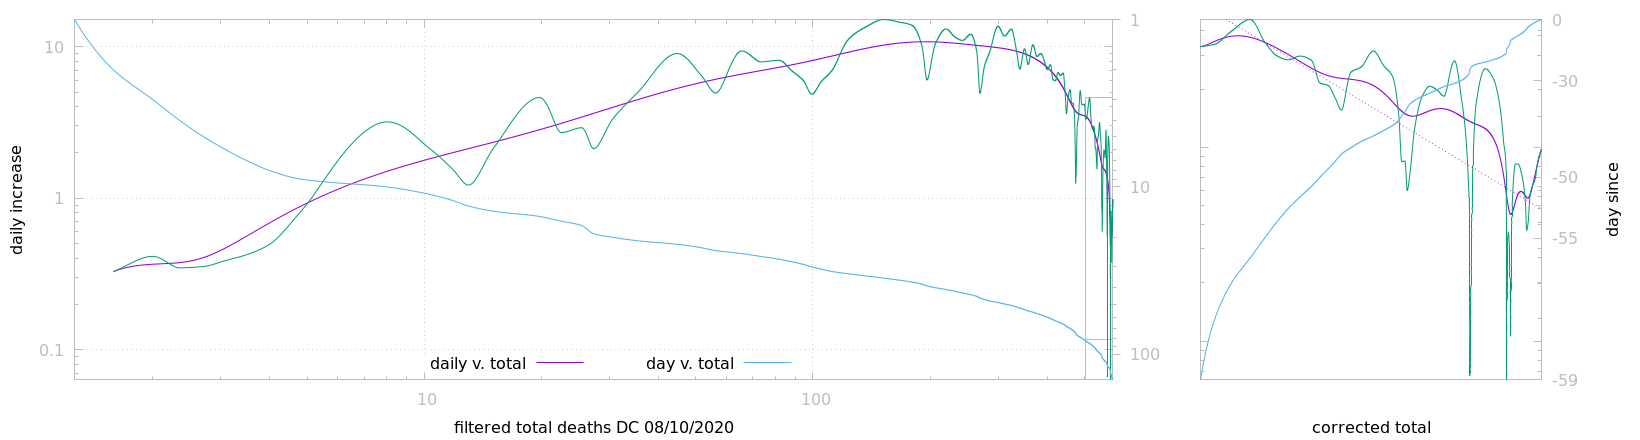 daily increase
10
1
0.1
10
100
1
10
100
daily v. total
day v. total
filtered total deaths DC 08/10/2020
0
-30
-50
-55
-59
day since
corrected total